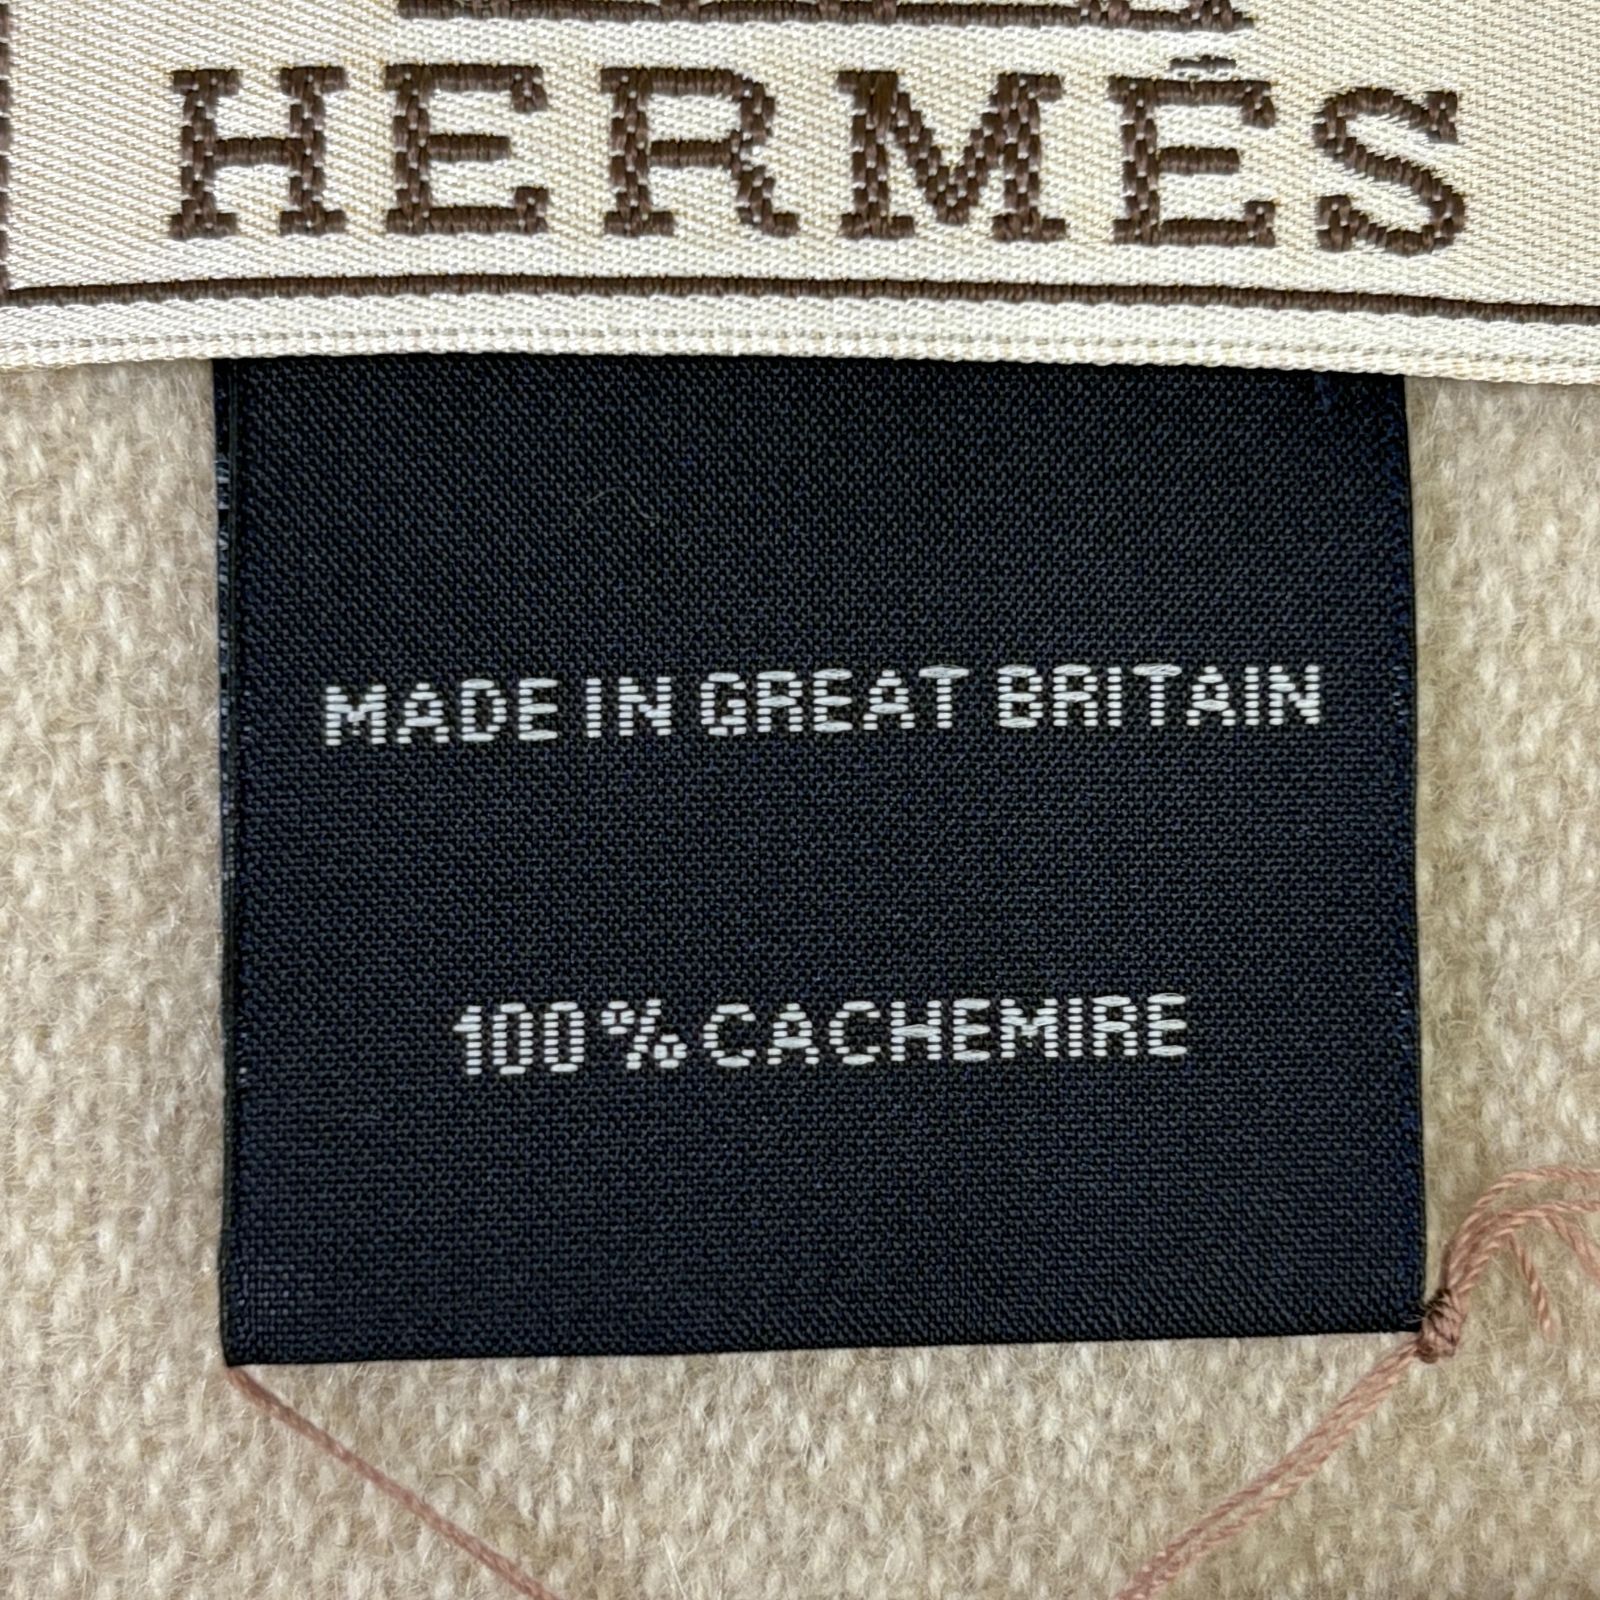 HERMÈS
MADE IN GREAT BRITAIN
100% CACHEMIRE